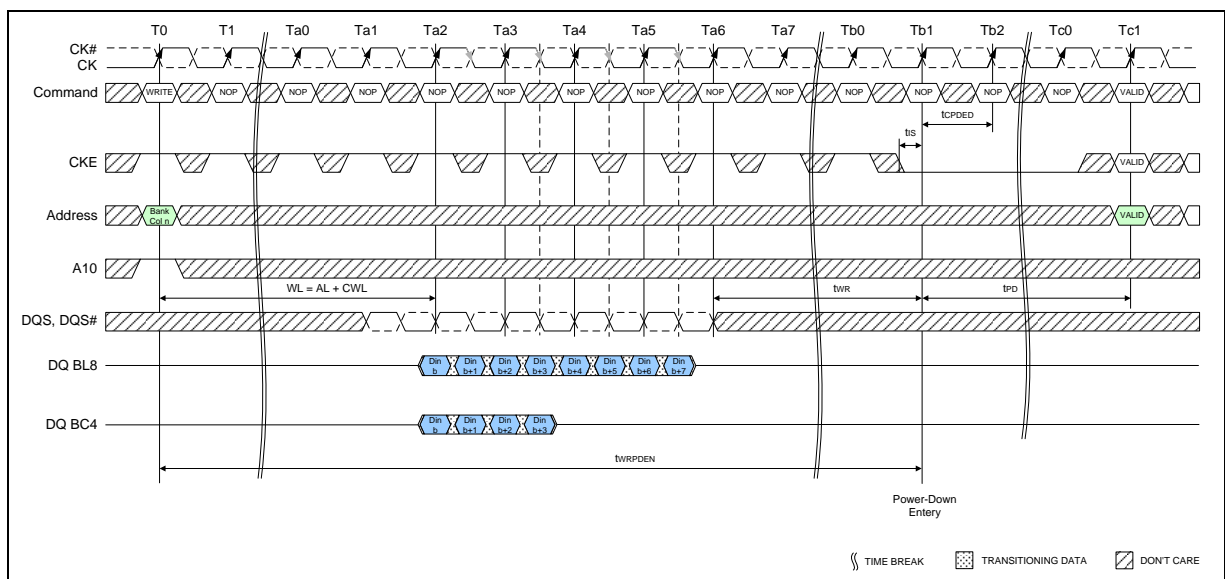 T0 T1 Ta0 Ta1 Ta2 Ta3 Ta4 Ta5 Ta6 Ta7 Tb0 Tb1 Tb2 Tc0 Tc1
CK#
CK
Command WRITE NOP NOP NOP NOP NOP NOP NOP NOP NOP NOP NOP NOP NOP VALID
tIS tCPDED
CKE VALID
Address Bank Col n VALID
A10
WL = AL + CWL tWR tPD
DQS, DQS#
DQ BL8 Din b Din b+1 Din b+2 Din b+3 Din b+4 Din b+5 Din b+6 Din b+7
DQ BC4 Din b Din b+1 Din b+2 Din b+3
tWRPDEN
Power-Down
Entery
TIME BREAK TRANSITIONING DATA DON'T CARE